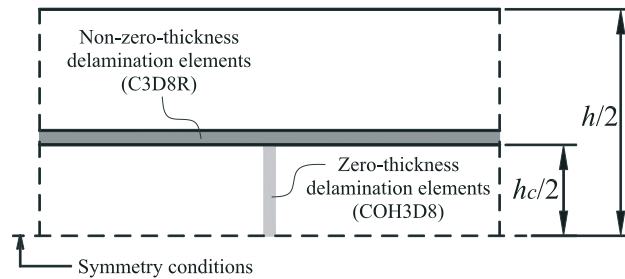 Non-zero-thickness
delamination elements
(C3D8R)
h/2
Zero-thickness
delamination elements
(COH3D8)
hc/2
Symmetry conditions